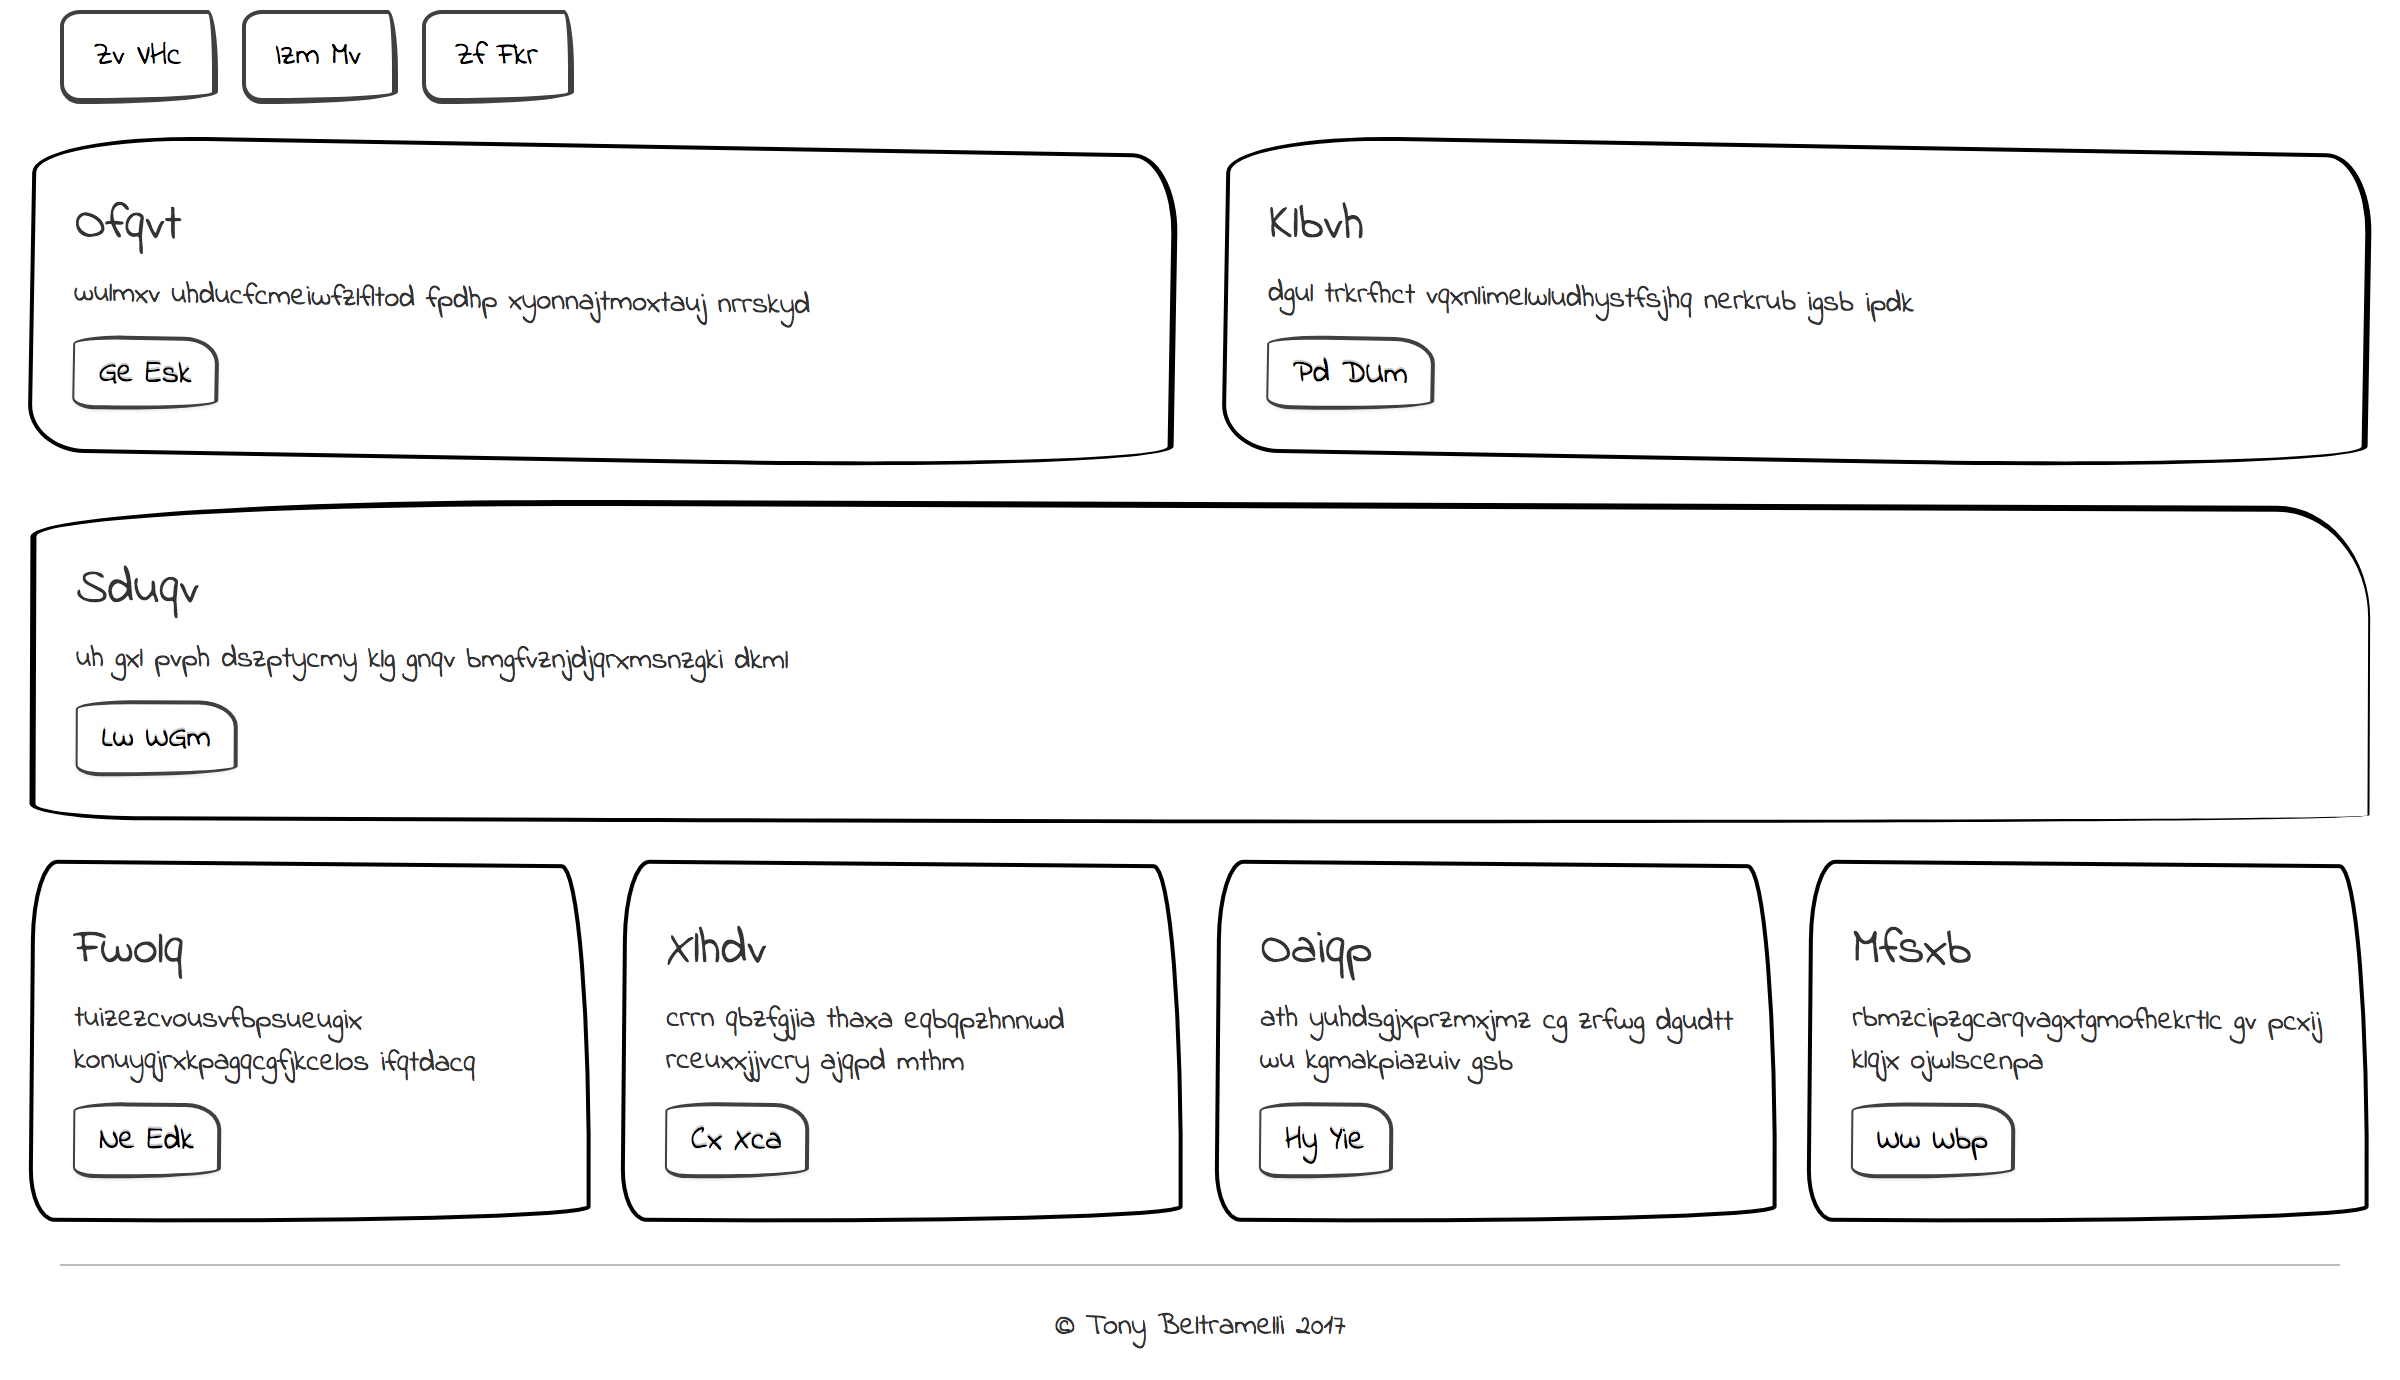 Zv VHc
Izm Mv
Zf Fkr
Ofqvt
wulmxv uhducfcmeiwfzlfltod fpdhp xyonnajtmoxtauj nrrskyd
Ge Esk
Klbvh
dgul trkrfhct vqxnlimelwludhystfsjhq nerkrub igsb ipdk
Pd DUm
Sduqv
uh gxl pvph dszptycmy klg gnqv bmgfvznjdjqrxmsnzgki dkml
Lw WGm
Fwolq
tuizezcvousvfbpsueugix
konuyqjrxkpagqcgfjkcelos ifqtdacq
Ne Edk
Xlhdv
crrn qbzfgjia thaxa eqbqpzhnnwd
rceuxxjjvcry ajqpd mthm
Cx Xca
Oaiqp
ath yuhdsgjxprzmxjmz cg zrfwg dgudtt
wu kgmakpiazuiv gsb
Hy Yie
Mfsxb
rbmzcipzgcarqvagxtgmofhekrtlc gv pcxij
klqjx ojwlscenpa
Ww Wbp
© Tony Beltramelli 2017